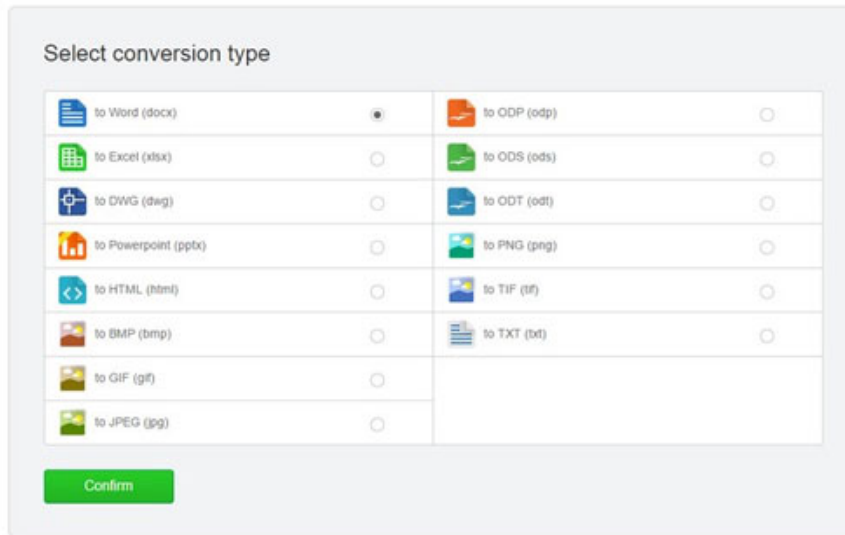 Select conversion type
to Word (docx)
to Excel (xlsx)
to DWG (dwg)
to Powerpoint (pptx)
to HTML (html)
to BMP (bmp)
to GIF (gif)
to JPEG (jpg)
to ODP (odp)
to ODS (ods)
to ODT (odt)
to PNG (png)
to TIF (tif)
to TXT (txt)
Confirm